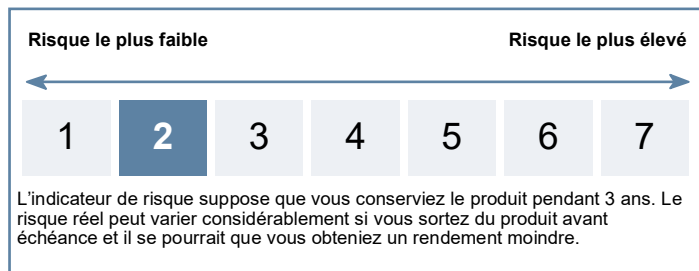 Risque le plus faible Risque le plus élevé
1 2 3 4 5 6 7
L'indicateur de risque suppose que vous conserviez le produit pendant 3 ans. Le
risque réel peut varier considérablement si vous sortez du produit avant
échéance et il se pourrait que vous obteniez un rendement moindre.